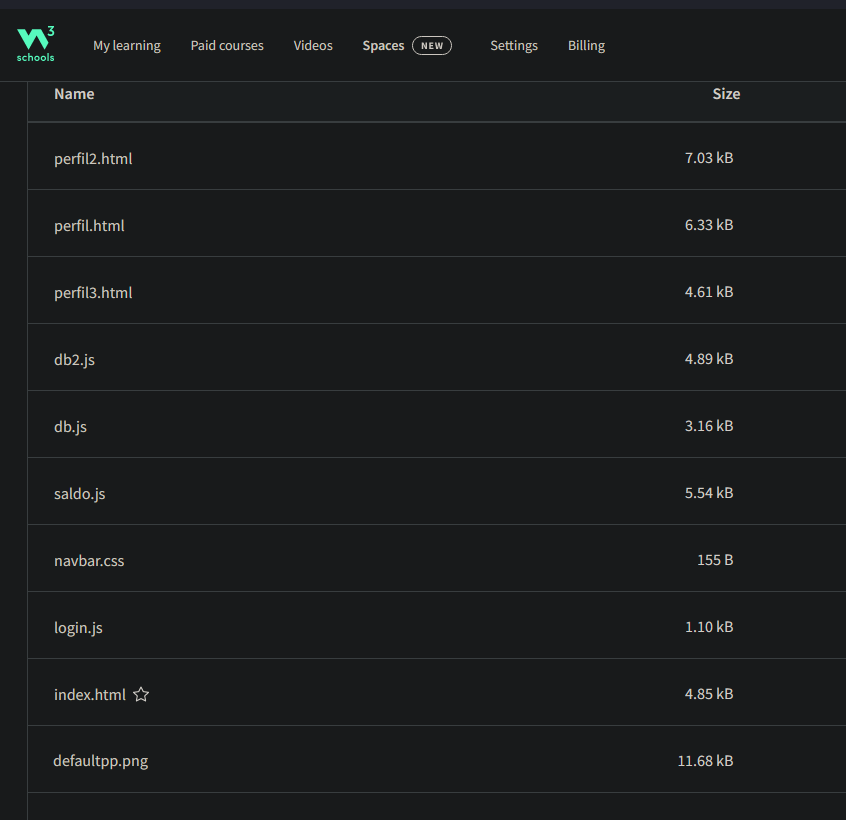 W3
schools
My learning Paid courses Videos Spaces NEW Settings Billing
Name Size
perfil2.html 7.03 kB
perfil.html 6.33 kB
perfil3.html 4.61 kB
db2.js 4.89 kB
db.js 3.16 kB
saldo.js 5.54 kB
navbar.css 155 B
login.js 1.10 kB
index.html 4.85 kB
defaultpp.png 11.68 kB